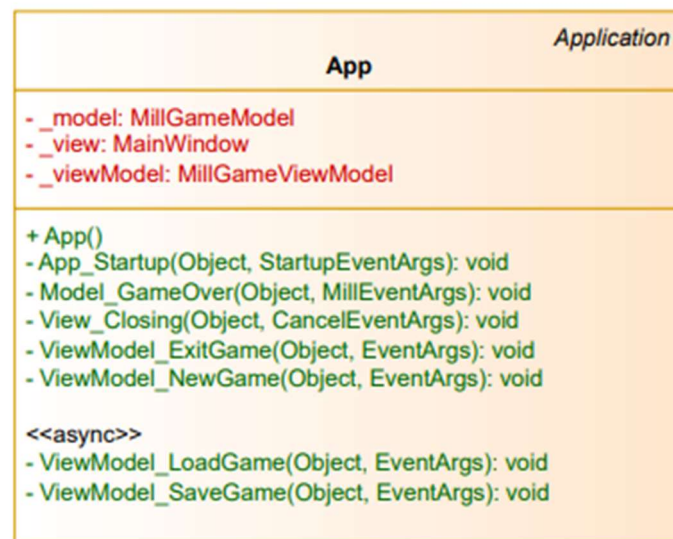 Application
App
- _model: MillGameModel
- _view: MainWindow
- _viewModel: MillGameViewModel
+ App()
- App_Startup(Object, StartupEventArgs): void
- Model_GameOver(Object, MillEventArgs): void
- View_Closing(Object, CancelEventArgs): void
- ViewModel_ExitGame(Object, EventArgs): void
- ViewModel_NewGame(Object, EventArgs): void
<<async>>
- ViewModel_LoadGame(Object, EventArgs): void
- ViewModel_SaveGame(Object, EventArgs): void